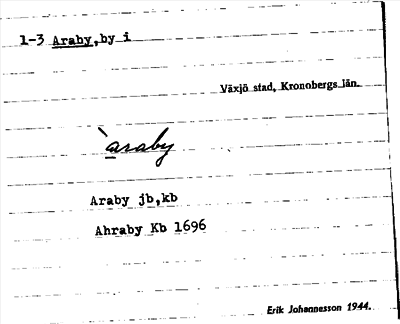 1-3 Araby, by i
Växjö stad, Kronobergs län.
`araby
Araby jb,kb
Ahraby Kb 1696
Erik Johannesson 1944.